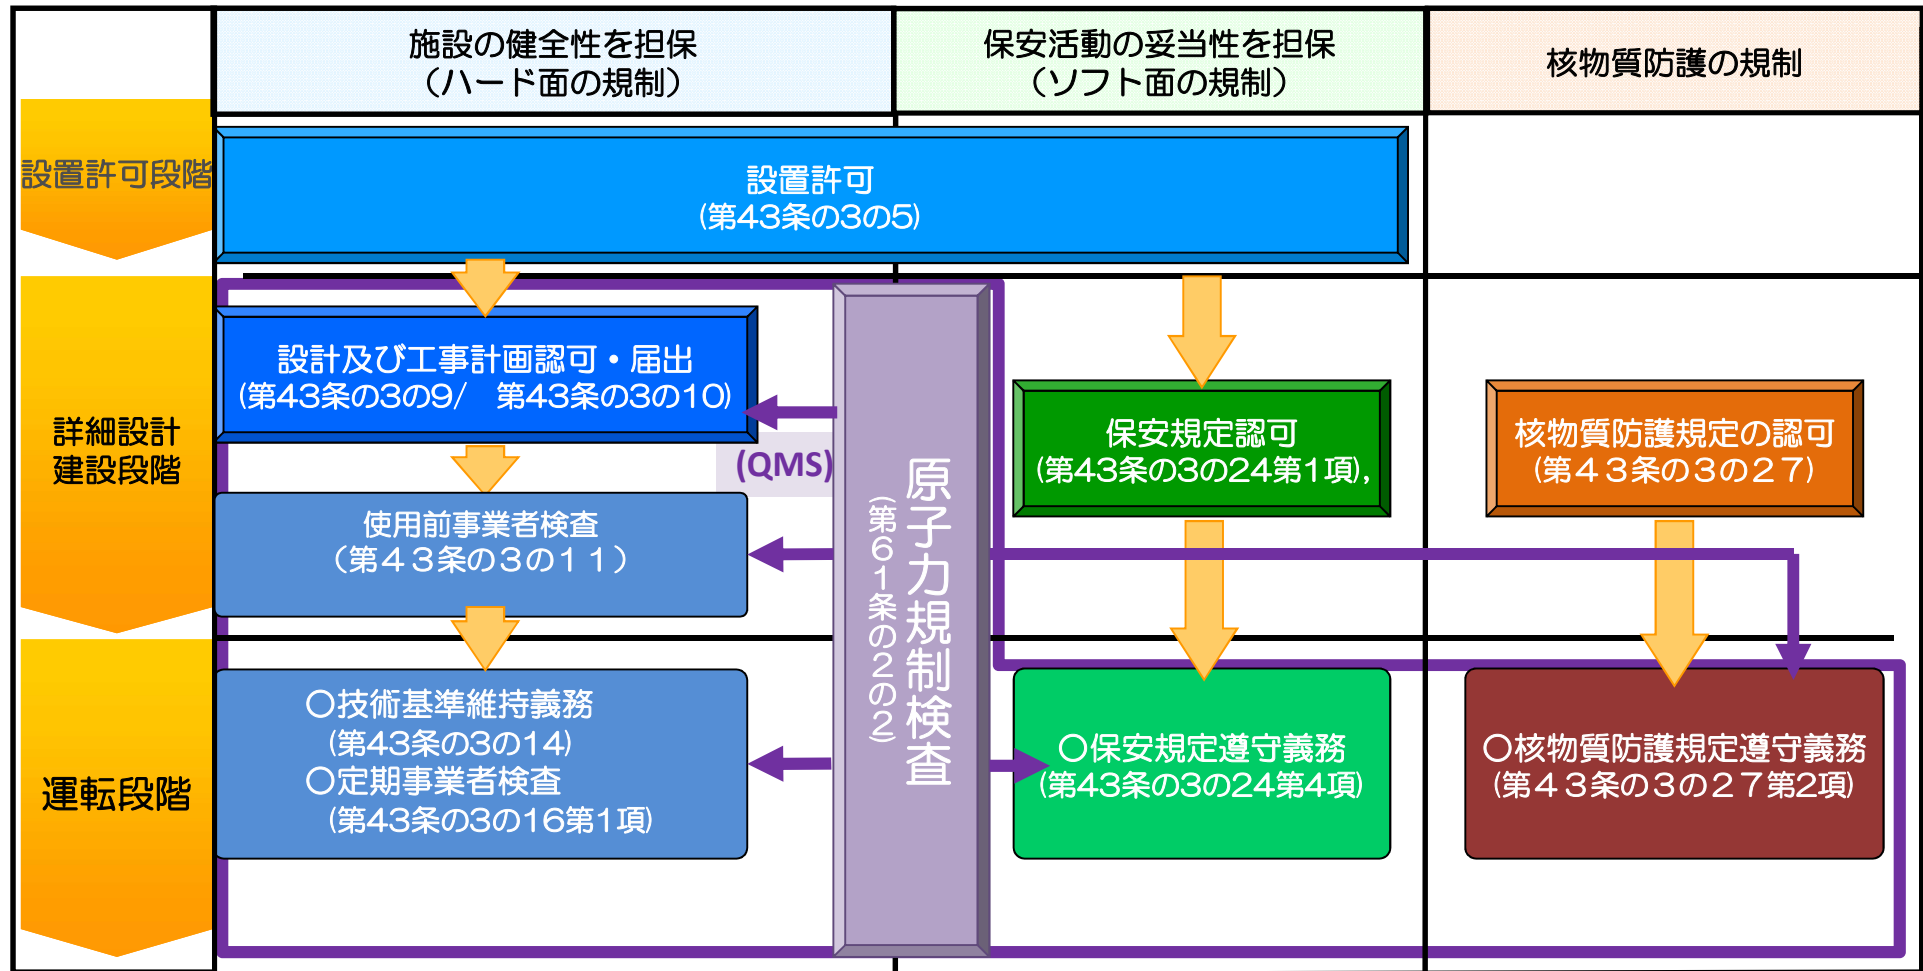 施設の健全性を担保
（ハード面の規制）
保安活動の妥当性を担保
（ソフト面の規制）
核物質防護の規制
設置許可段階
設置許可
(第43条の3の5)
詳細設計
建設段階
設計及び工事計画認可・届出
(第43条の3の9/　第43条の3の10)
(QMS)
使用前事業者検査
（第４３条の３の１１）
原子力規制検査
(第61条の2の2)
保安規定認可
(第43条の3の24第1項),
核物質防護規定の認可
(第４３条の３の２７)
運転段階
〇技術基準維持義務
(第43条の3の14)
〇定期事業者検査
(第43条の3の16第1項)
〇保安規定遵守義務
(第43条の3の24第4項)
〇核物質防護規定遵守義務
(第４３条の３の２７第2項)